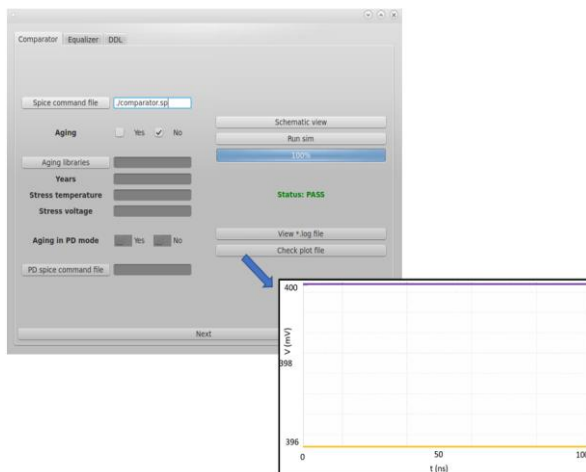 Comparator Equalizer DDL
Spice command file ./comparator.sp
Schematic view
Aging Yes No
Run sim
100%
Aging libraries
Years
Stress temperature
Status: PASS
Stress voltage
View *.log file
Aging in PD mode Yes No
Check plot file
PD spice command file
Next
400
V (mV)
398
396
0 50 100
t (ns)